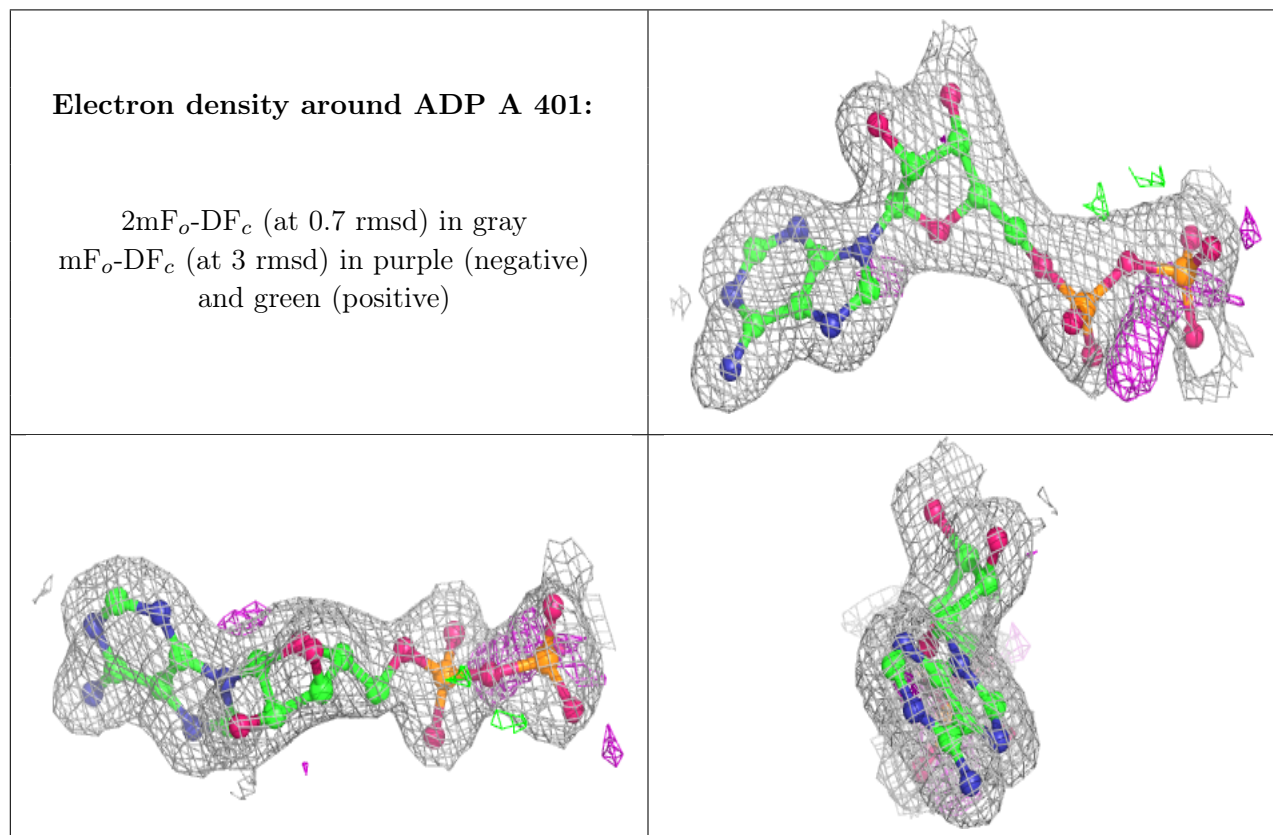 Electron density around ADP A 401:
2mFo-DFc (at 0.7 rmsd) in gray
mFo-DFc (at 3 rmsd) in purple (negative)
and green (positive)